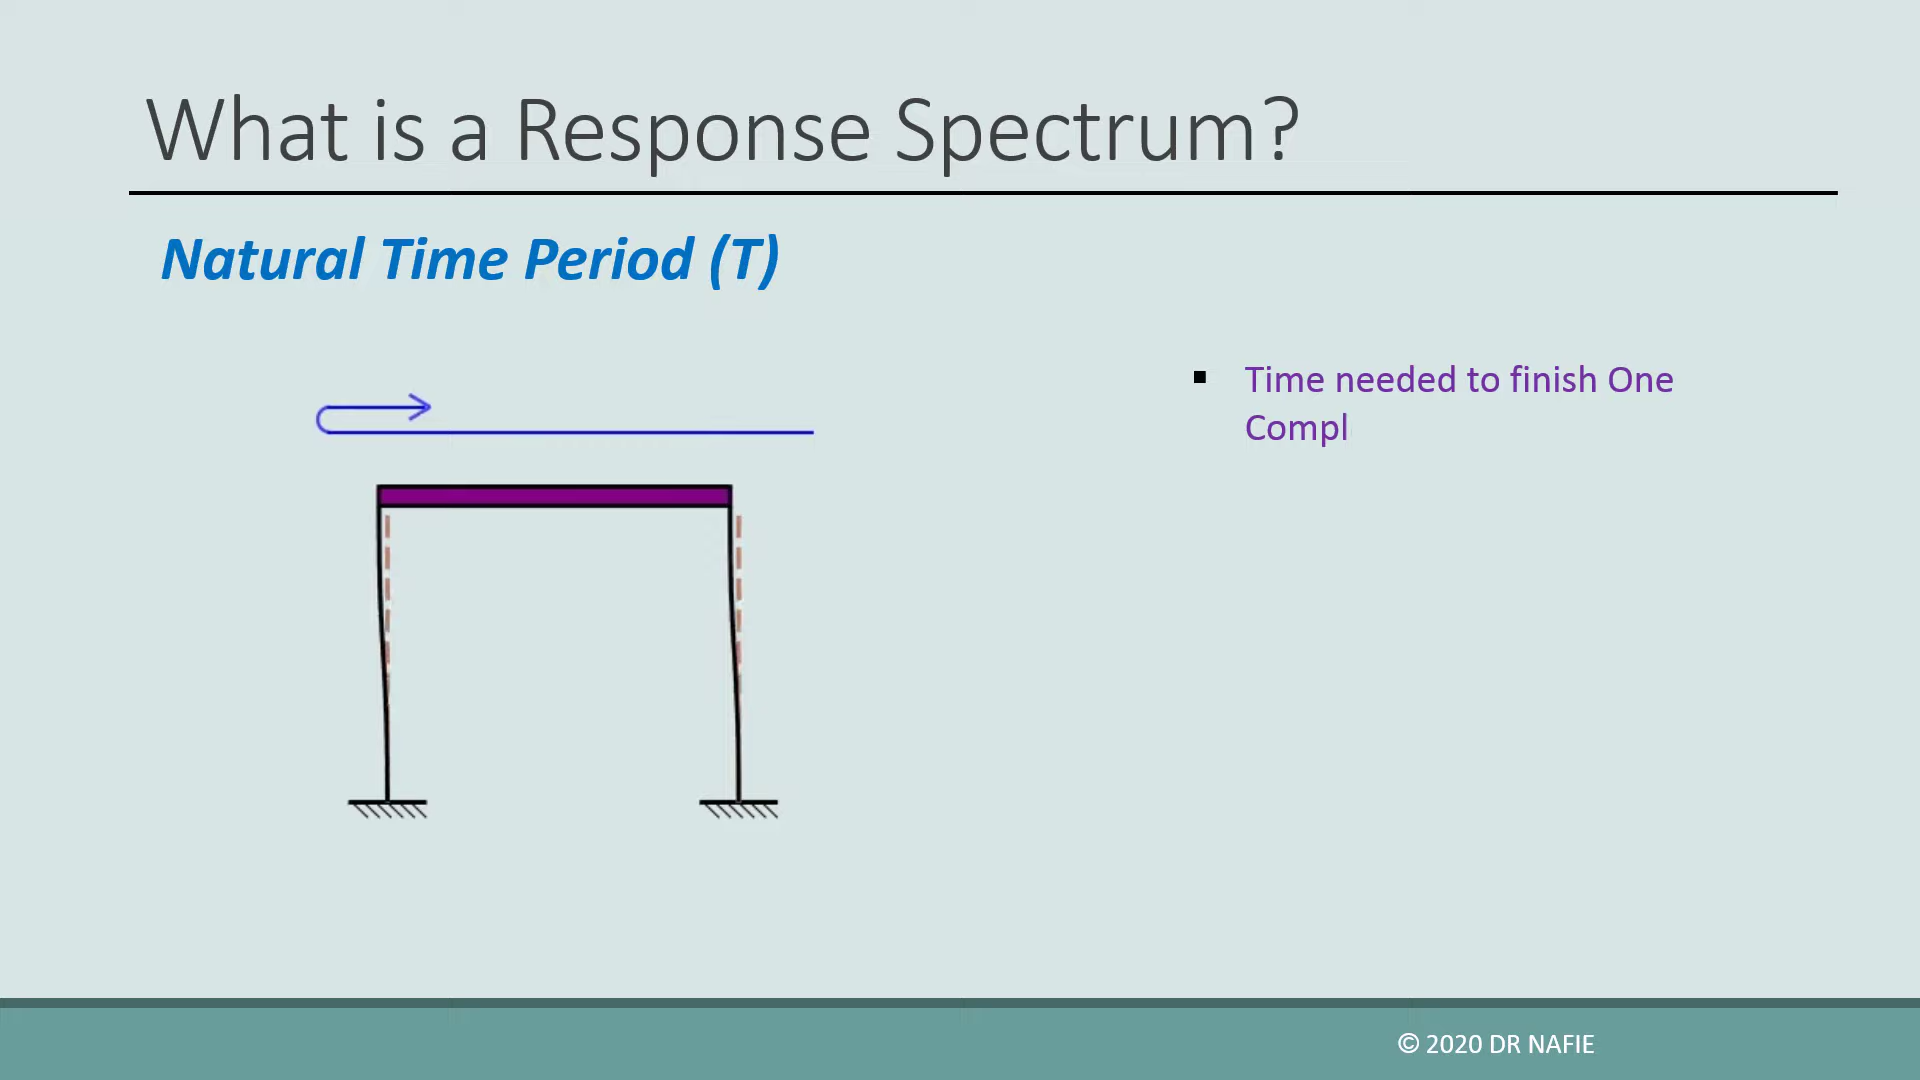 What is a Response Spectrum?
Natural Time Period (T)
Time needed to finish One
Compl
© 2020 DR NAFIE